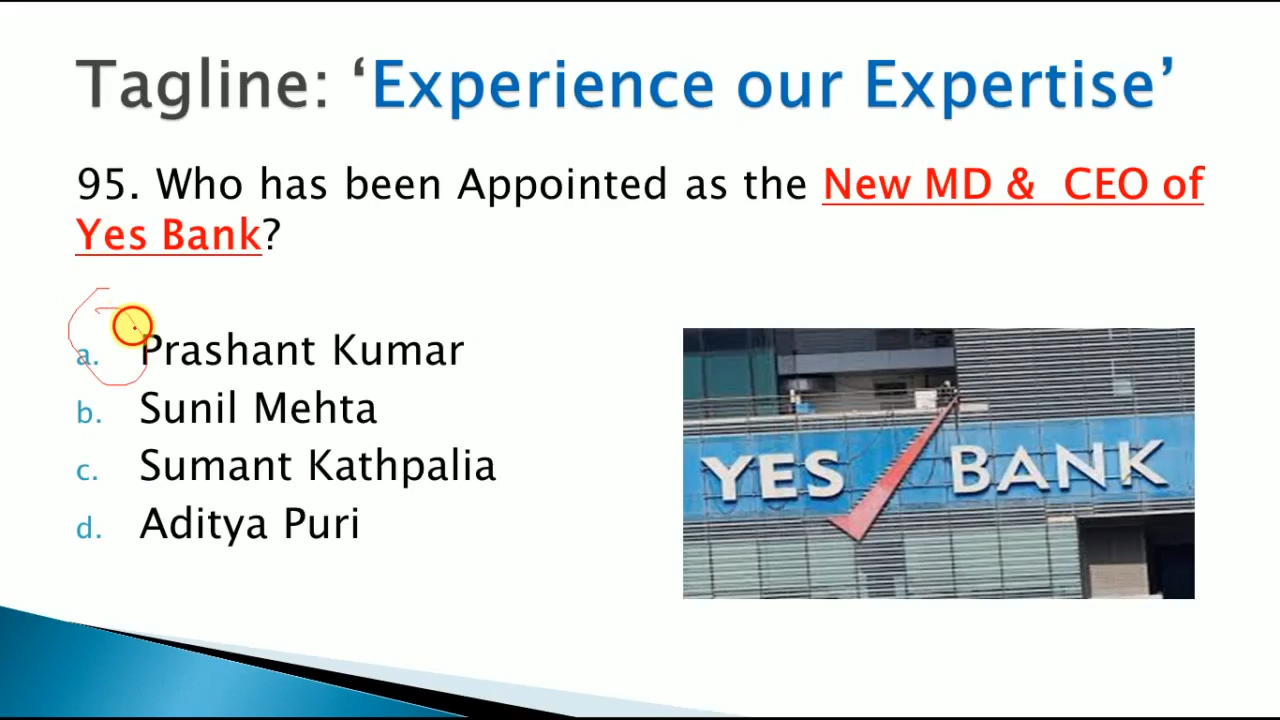 Tagline: ‘Experience our Expertise’
95. Who has been Appointed as the New MD & CEO of
Yes Bank?
a. Prashant Kumar
b. Sunil Mehta
c. Sumant Kathpalia
d. Aditya Puri
YES BANK